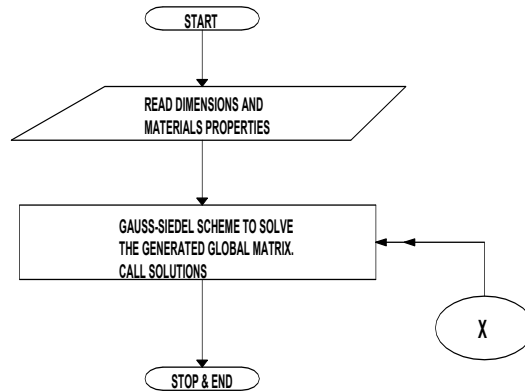 START
READ DIMENSIONS AND
MATERIALS PROPERTIES
GAUSS-SIEDEL SCHEME TO SOLVE
THE GENERATED GLOBAL MATRIX.
CALL SOLUTIONS
X
STOP & END